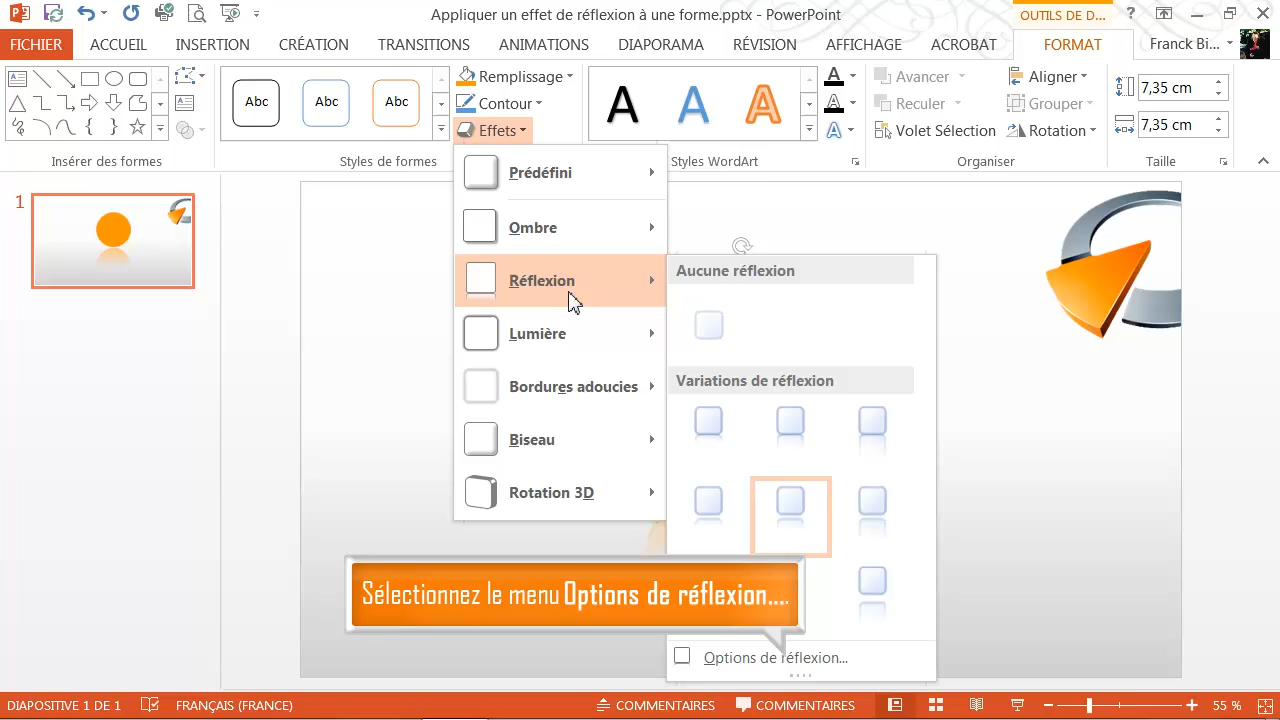 Appliquer un effet de réflexion à une forme.pptx - PowerPoint
OUTILS DE D...
?
FICHIER
ACCUEIL
INSERTION
CRÉATION
TRANSITIONS
ANIMATIONS
DIAPORAMA
RÉVISION
AFFICHAGE
ACROBAT
FORMAT
Franck Bi...
Abc
Abc
Abc
Remplissage
Contour
Effets
A
A
A
A
A
A
Avancer
Reculer
Volet Sélection
Aligner
Grouper
Rotation
7,35 cm
7,35 cm
Insérer des formes
Styles de formes
Styles WordArt
Organiser
Taille
1
Prédéfini
Ombre
Réflexion
Lumière
Bordures adoucies
Biseau
Rotation 3D
Aucune réflexion
Variations de réflexion
Options de réflexion...
Sélectionnez le menu Options de réflexion....
DIAPOSITIVE 1 DE 1
FRANÇAIS (FRANCE)
COMMENTAIRES
COMMENTAIRES
55 %